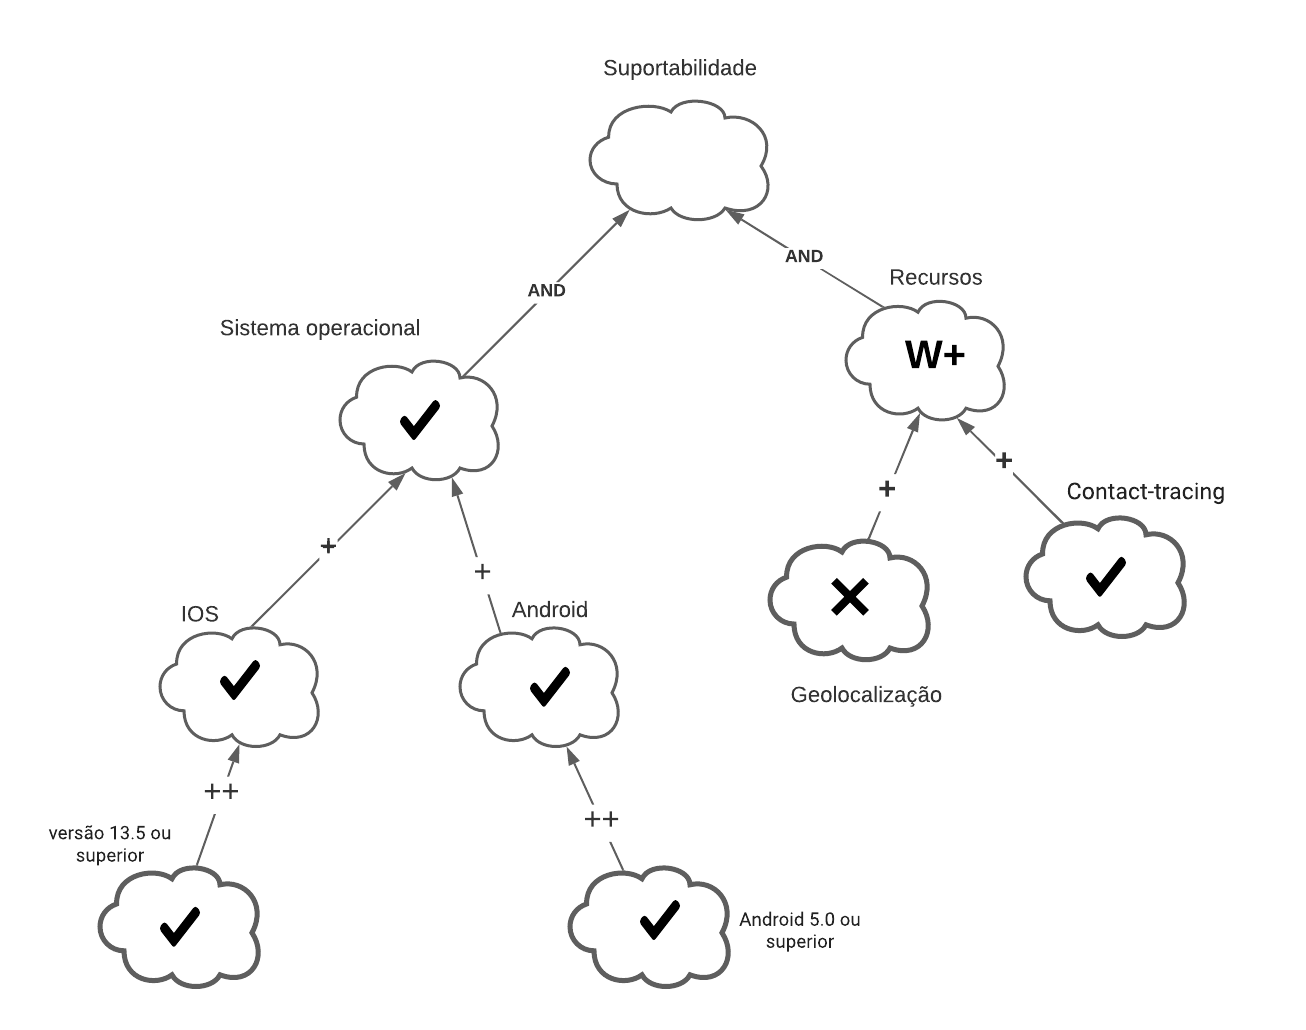 Suportabilidade
AND
AND
Recursos
Sistema operacional
W+
+
+
Contact-tracing
+
+
IOS
Android
Geolocalização
++
++
versão 13.5 ou
superior
Android 5.0 ou
superior